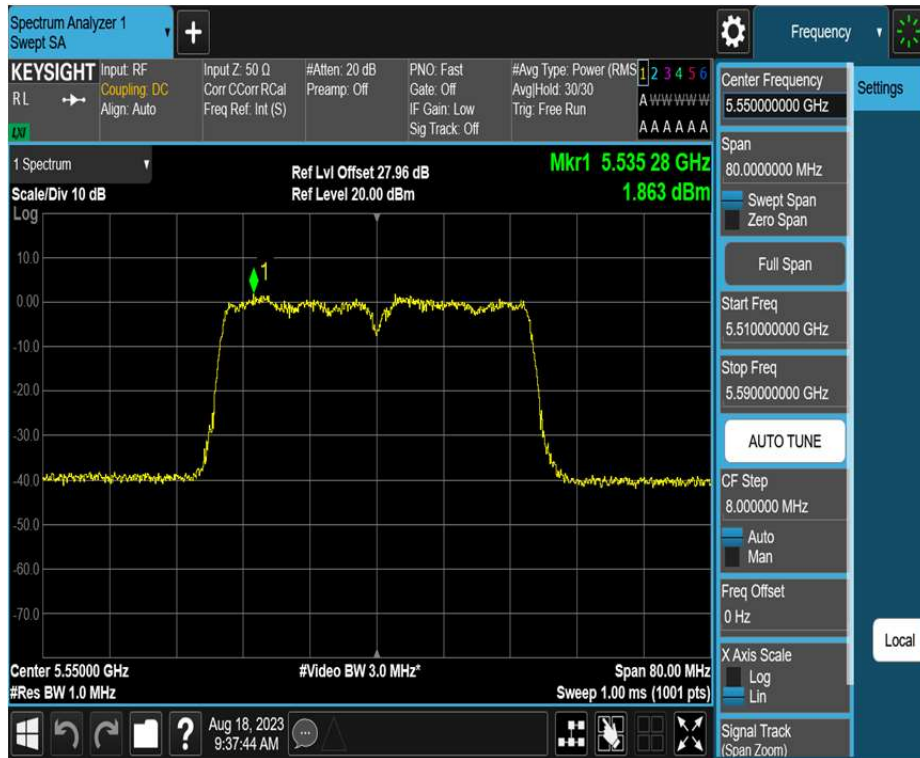 Spectrum Analyzer 1
Swept SA
+
Frequency
KEYSIGHT
RL
LXI
Input: RF
Coupling: DC
Align: Auto
Input Z: 50 Ω
Corr CCorr RCal
Freq Ref: Int (S)
#Atten: 20 dB
Preamp: Off
PNO: Fast
Gate: Off
IF Gain: Low
Sig Track: Off
#Avg Type: Power (RMS
Avg|Hold: 30/30
Trig: Free Run
1 2 3 4 5 6
A W W W W W
A A A A A A
1 Spectrum
Scale/Div 10 dB
Log
Ref Lvl Offset 27.96 dB
Ref Level 20.00 dBm
Mkr1 5.535 28 GHz
1.863 dBm
1
10.0
0.00
-10.0
-20.0
-30.0
-40.0
-50.0
-60.0
-70.0
Center 5.55000 GHz
#Res BW 1.0 MHz
#Video BW 3.0 MHz*
Span 80.00 MHz
Sweep 1.00 ms (1001 pts)
Center Frequency
5.550000000 GHz
Span
80.0000000 MHz
Swept Span
Zero Span
Full Span
Start Freq
5.510000000 GHz
Stop Freq
5.590000000 GHz
AUTO TUNE
CF Step
8.000000 MHz
Auto
Man
Freq Offset
0 Hz
X Axis Scale
Log
Lin
Signal Track
(Span Zoom)
Settings
Local
?
Aug 18, 2023
9:37:44 AM